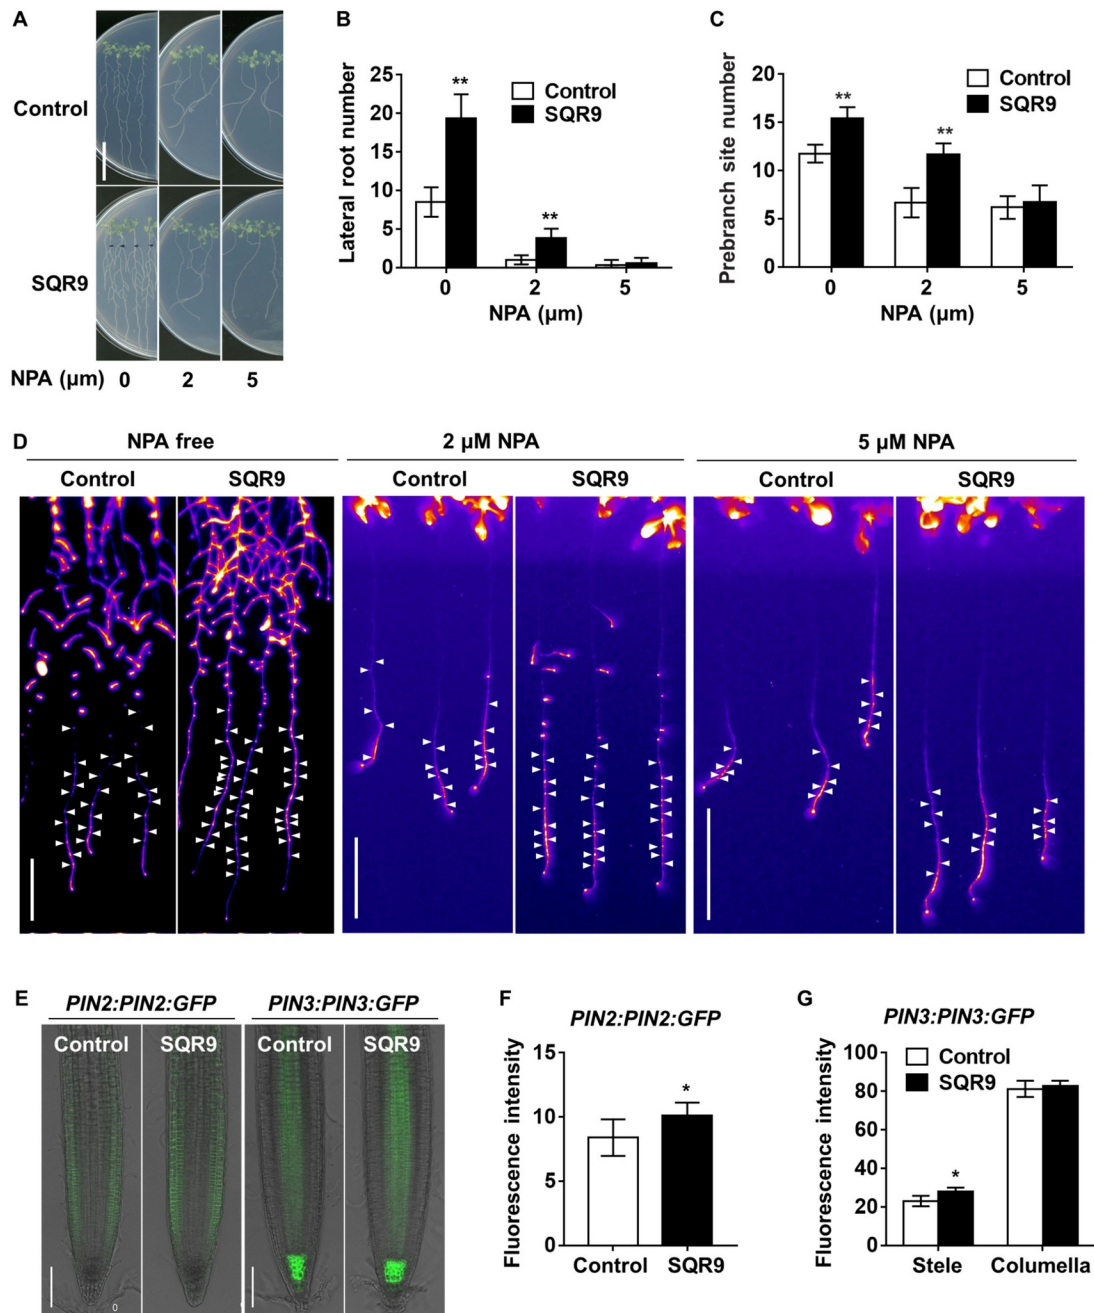 A
Control
SQR9
NPA (μm) 0 2 5
B
Lateral root number
25
20
15
10
5
0
**
**
Control
SQR9
0 2 5
NPA (μm)
C
Prebranch site number
20
15
10
5
0
**
**
Control
SQR9
0 2 5
NPA (μm)
D
NPA free 2 μM NPA 5 μM NPA
Control SQR9 Control SQR9 Control SQR9
E
PIN2:PIN2:GFP PIN3:PIN3:GFP
Control SQR9 Control SQR9
0
F
PIN2:PIN2:GFP
Fluorescence intensity
15
10
5
0
*
Control SQR9
G
PIN3:PIN3:GFP
Fluorescence intensity
100
80
60
40
20
0
Control
SQR9
*
Stele Columella